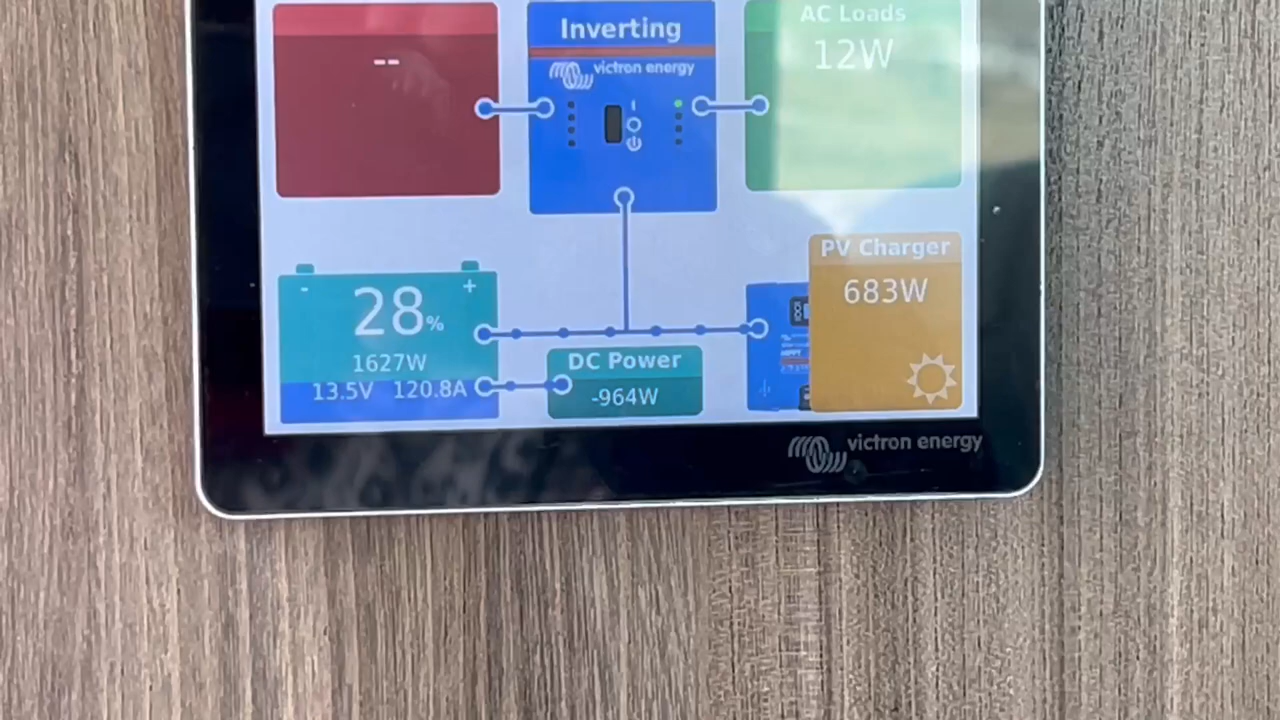 Inverting
AC Loads
victron energy
--
12W
PV Charger
683W
- +
28%
1627W
13.5V 120.8A
DC Power
-964W
victron energy